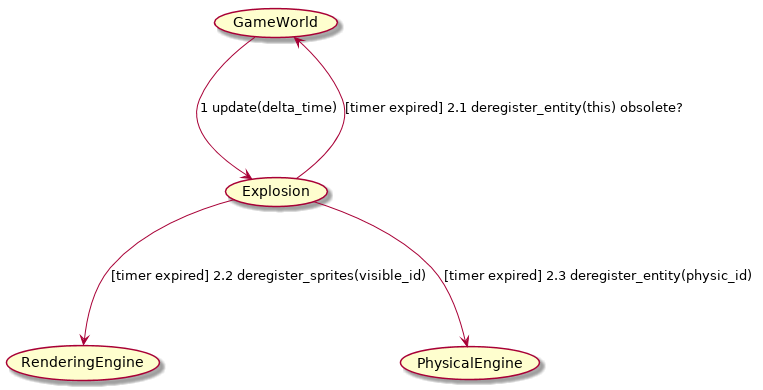 GameWorld
1 update(delta_time)
[timer expired] 2.1 deregister_entity(this) obsolete?
Explosion
[timer expired] 2.2 deregister_sprites(visible_id)
[timer expired] 2.3 deregister_entity(physic_id)
RenderingEngine
PhysicalEngine